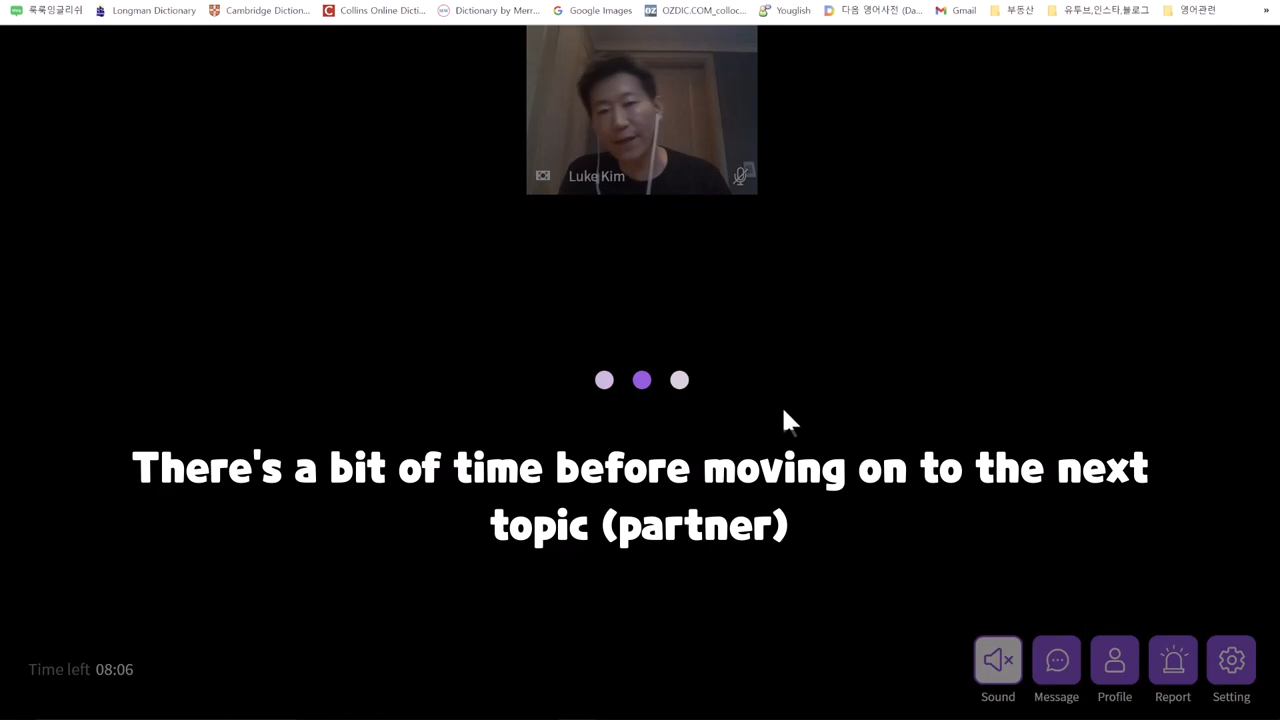 룩룩잉글리쉬 Longman Dictionary Cambridge Diction... Collins Online Dicti... Dictionary by Merr... Google Images OZDIC.COM_colloc... Youglish 다음 영어사전 (Da... Gmail 부동산 유투브,인스타,블로그 영어관련 »
Luke Kim
There's a bit of time before moving on to the next
topic (partner)
Time left 08:06
Sound Message Profile Report Setting